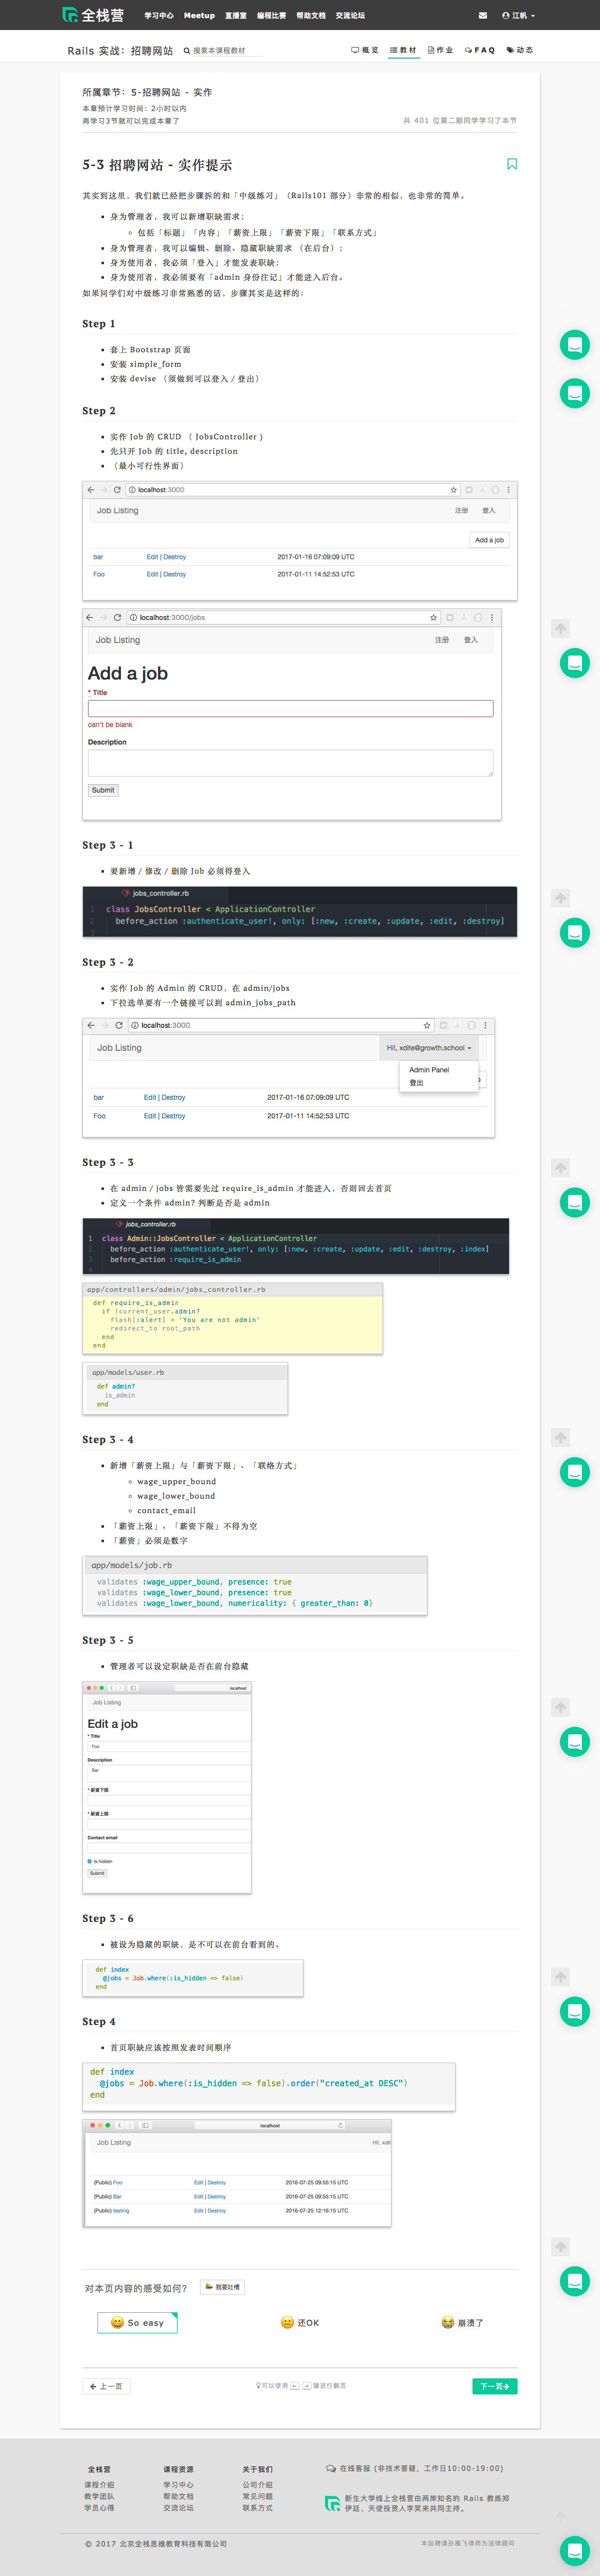 全栈营
学习中心 Meetup 直播室 编程比赛 帮助文档 交流论坛 江帆
Rails 实战：招聘网站 搜索本课程教材 概览 教材 作业 FAQ 动态
所属章节：5-招聘网站 - 实作
本章预计学习时间：2小时以内
再学习3节就可以完成本章了
共 401 位第二期同学学习了本节
5-3 招聘网站 - 实作提示
其实到这里，我们就已经把步骤拆的和「中级练习」（Rails101 部分）非常的相似，也非常的简单。
身为管理者，我可以新增职缺需求；
包括「标题」「内容」「薪资上限」「薪资下限」「联系方式」
身为管理者，我可以编辑、删除、隐藏职缺需求 （在后台）；
身为使用者，我必须「登入」才能发表职缺；
身为使用者，我必须要有「admin 身份注记」才能进入后台。
如果同学们对中级练习非常熟悉的话，步骤其实是这样的：
Step 1
套上 Bootstrap 页面
安装 simple_form
安装 devise （须做到可以登入 / 登出）
Step 2
实作 Job 的 CRUD （ JobsController ）
先只开 Job 的 title, description
（最小可行性界面）
localhost:3000
Job Listing 注册 登入
Add a job
bar Edit | Destroy 2017-01-16 07:09:09 UTC
Foo Edit | Destroy 2017-01-11 14:52:53 UTC
localhost:3000/jobs
Job Listing 注册 登入
Add a job
* Title
can't be blank
Description
Submit
Step 3 - 1
要新增 / 修改 / 删除 Job 必须得登入
jobs_controller.rb
1 class JobsController < ApplicationController
2 before_action :authenticate_user!, only: [:new, :create, :update, :edit, :destroy]
3
Step 3 - 2
实作 Job 的 Admin 的 CRUD，在 admin/jobs
下拉选单要有一个链接可以到 admin_jobs_path
localhost:3000
Job Listing Hi!, xdite@growth.school
Admin Panel
登出
bar Edit | Destroy 2017-01-16 07:09:09 UTC
Foo Edit | Destroy 2017-01-11 14:52:53 UTC
Step 3 - 3
在 admin / jobs 皆需要先过 require_is_admin 才能进入，否则回去首页
定义一个条件 admin? 判断是否是 admin
jobs_controller.rb
1 class Admin::JobsController < ApplicationController
2 before_action :authenticate_user!, only: [:new, :create, :update, :edit, :destroy, :index]
3 before_action :require_is_admin
4
app/controllers/admin/jobs_controller.rb
def require_is_admin
if !current_user.admin?
flash[:alert] = 'You are not admin'
redirect_to root_path
end
end
app/models/user.rb
def admin?
is_admin
end
Step 3 - 4
新增「薪资上限」与「薪资下限」、「联络方式」
wage_upper_bound
wage_lower_bound
contact_email
「薪资上限」、「薪资下限」不得为空
「薪资」必须是数字
app/models/job.rb
validates :wage_upper_bound, presence: true
validates :wage_lower_bound, presence: true
validates :wage_lower_bound, numericality: { greater_than: 0}
Step 3 - 5
管理者可以设定职缺是否在前台隐藏
localhost
Job Listing
Edit a job
* Title
Foo
Description
Bar
* 薪资下限
* 薪资上限
Contact email
Is hidden
Submit
Step 3 - 6
被设为隐藏的职缺，是不可以在前台看到的。
def index
@jobs = Job.where(:is_hidden => false)
end
Step 4
首页职缺应该按照发表时间顺序
def index
@jobs = Job.where(:is_hidden => false).order("created_at DESC")
end
localhost
Job Listing Hi!, xdit
(Public) Foo Edit | Destroy 2016-07-25 09:55:15 UTC
(Public) Bar Edit | Destroy 2016-07-25 09:55:15 UTC
(Public) testing Edit | Destroy 2016-07-25 12:16:15 UTC
对本页内容的感受如何？ 我要吐槽
So easy 还OK 崩溃了
上一页 可以使用 ← → 键进行翻页 下一页
全栈营 课程资源 关于我们
课程介绍 学习中心 公司介绍
教学团队 帮助文档 常见问题
学员心得 交流论坛 联系方式
在线客服 (非技术答疑，工作日10:00-19:00)
新生大学线上全栈营由两岸知名的 Rails 教练郑
伊廷、天使投资人李笑来共同主持。
© 2017 北京全栈思维教育科技有限公司